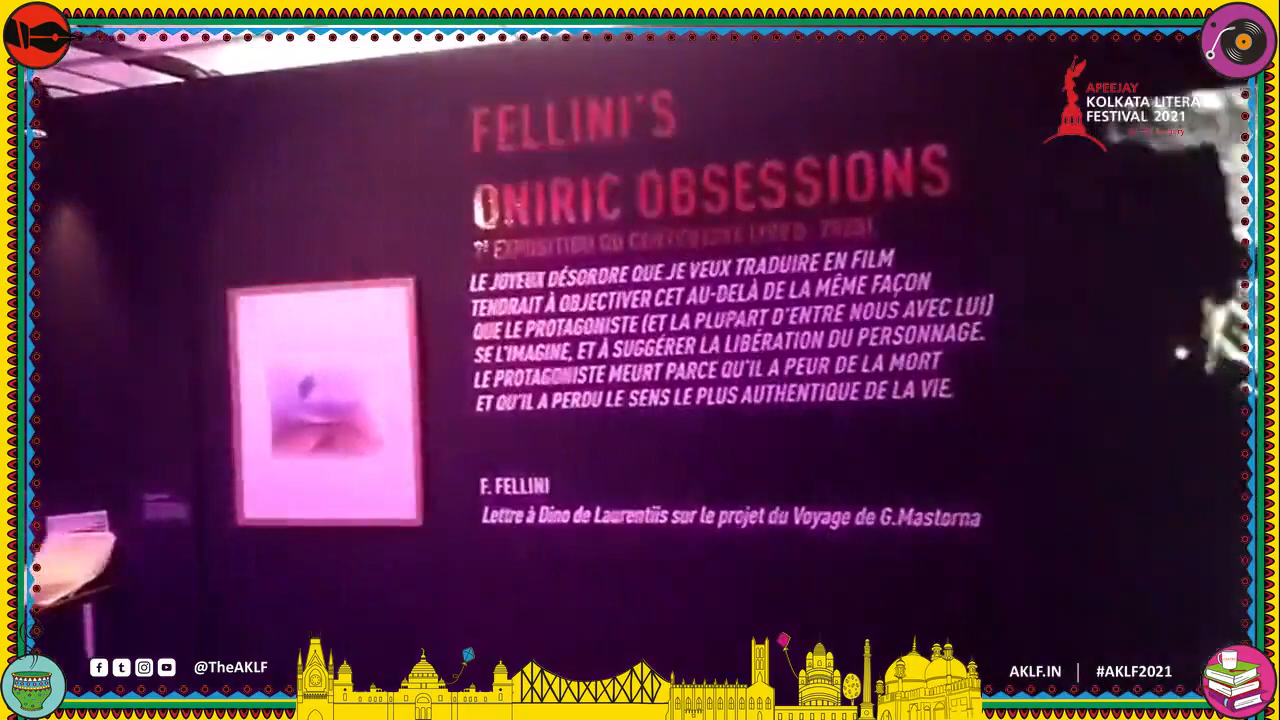 APEEJAY
KOLKATA LITERA
FESTIVAL 2021
FELLINI'S
ONIRIC OBSESSIONS
EXPOSITION DU
LE JOYEUX DÉSORDRE QUE JE VEUX TRADUIRE EN FILM
TENDRAIT À OBJECTIVER CET AU-DELÀ DE LA MÊME FAÇON
QUE LE PROTAGONISTE (ET LA PLUPART D'ENTRE NOUS AVEC LUI)
SE L'IMAGINE, ET À SUGGÉRER LA LIBÉRATION DU PERSONNAGE.
LE PROTAGONISTE MEURT PARCE QU'IL A PEUR DE LA MORT
ET QU'IL A PERDU LE SENS LE PLUS AUTHENTIQUE DE LA VIE.
F. FELLINI
Lettre à Dino de Laurentiis sur le projet du Voyage de G.Mastorna
@TheAKLF
AKLF.IN | #AKLF2021